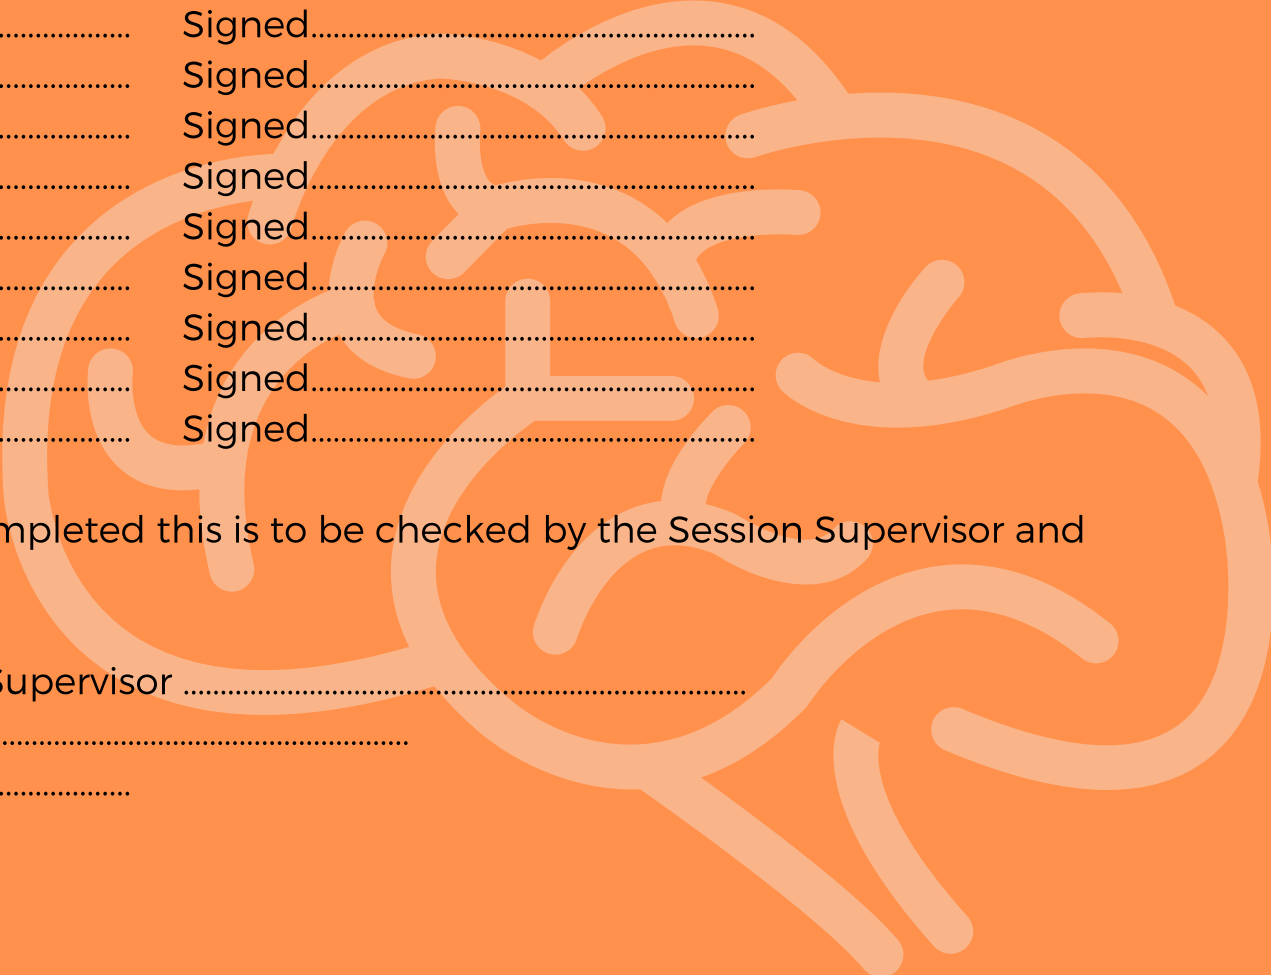 ................. Signed............................................................
................. Signed............................................................
................. Signed............................................................
................. Signed............................................................
................. Signed............................................................
................. Signed............................................................
................. Signed............................................................
................. Signed............................................................
................. Signed............................................................
mpleted this is to be checked by the Session Supervisor and
Supervisor ............................................................................
.......................................................
.................